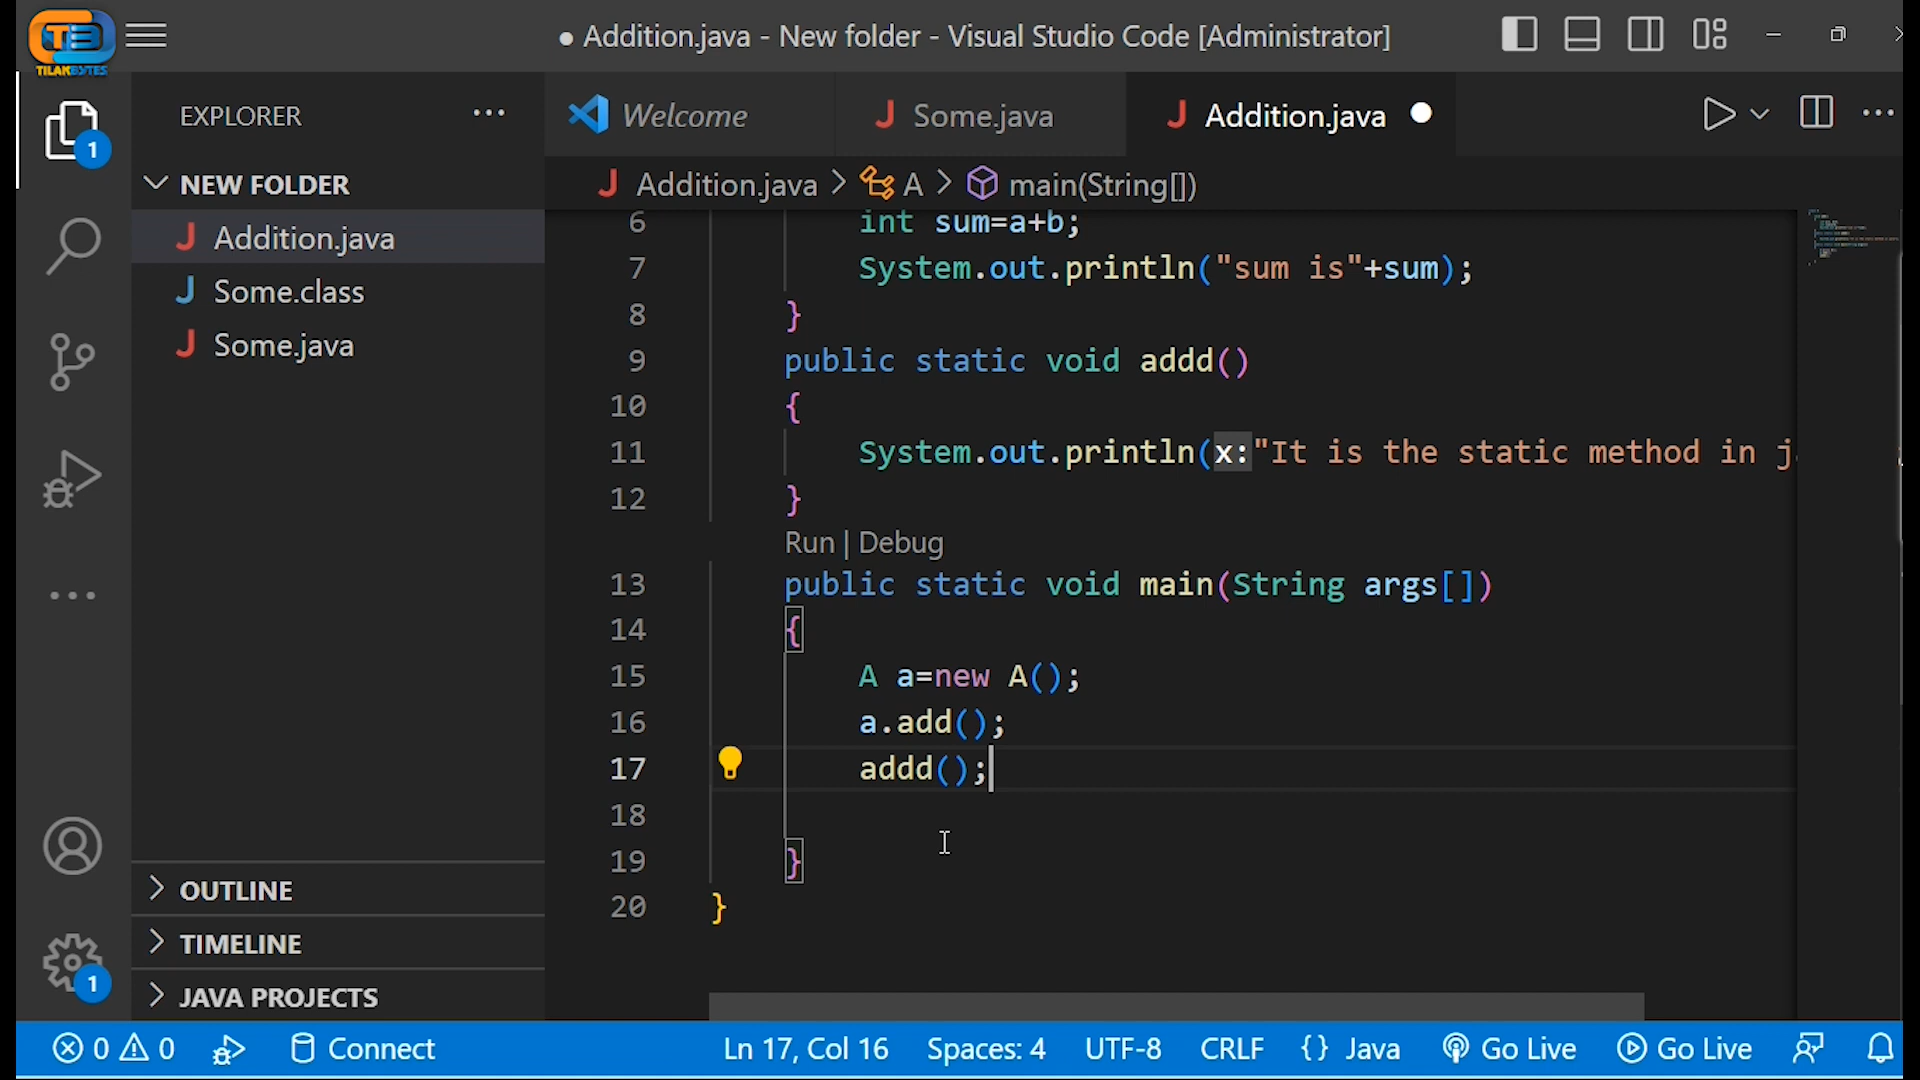 TB
TILAKBYTES
● Addition.java - New folder - Visual Studio Code [Administrator]
EXPLORER
Welcome
Some.java
Addition.java
1
NEW FOLDER
Addition.java
Some.class
Some.java
Addition.java > A > main(String[])
6 int sum=a+b;
7 System.out.println("sum is"+sum);
8 }
9 public static void addd()
10 {
11 System.out.println(x:"It is the static method in j
12 }
Run | Debug
13 public static void main(String args[])
14 {
15 A a=new A();
16 a.add();
17 addd();
18
19 }
20 }
OUTLINE
TIMELINE
1
JAVA PROJECTS
0 0 Connect Ln 17, Col 16 Spaces: 4 UTF-8 CRLF {} Java Go Live Go Live